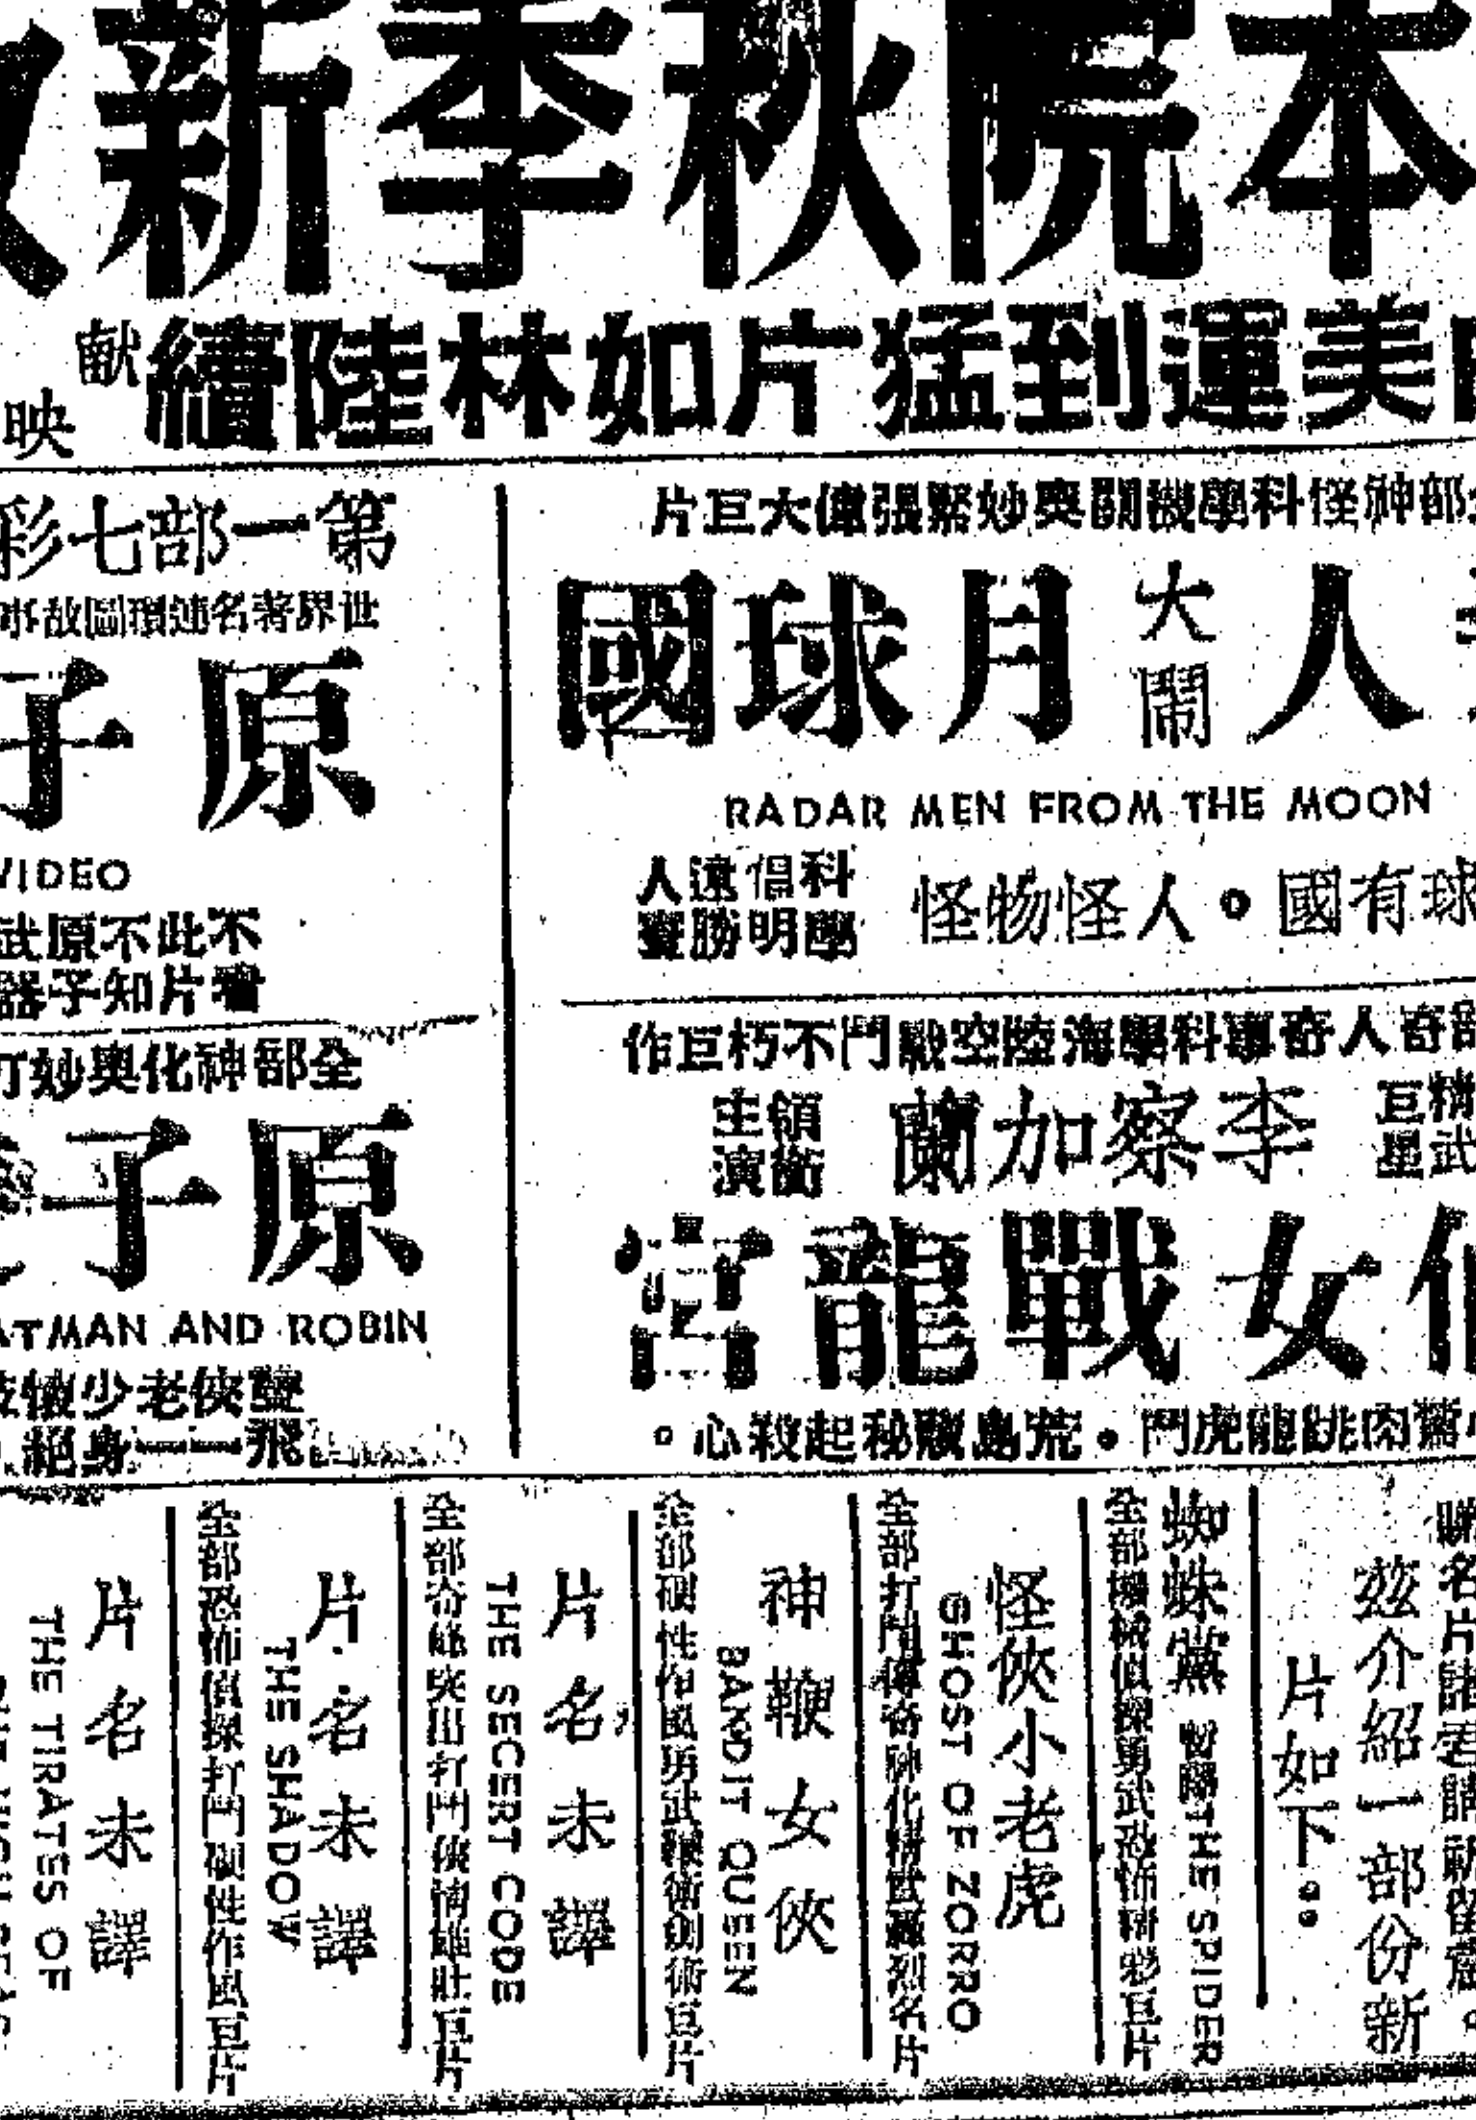 本院秋季新
美運到猛片如林陸續獻映
部神怪科學機關奧妙緊張偉大巨片
人大鬧月球國
RADAR MEN FROM THE MOON
球有國。人怪物怪
科學倡明遠勝人
奇人奇事科學海陸空戰鬥不朽巨作
精武巨星 李察加蘭 領銜主演
女戰龍宮
驚肉跳龍虎鬥。荒島 秘起殺心。
第一部七彩
世界著名連環圖故事
原子
VIDEO
不看此片不知原子武器
全部神化奧妙打
原子
ATMAN AND ROBIN
老少懷
飛 一身絕
名片諸君請
茲介紹一部份新片如下。
蜘蛛黨 THE SPIDER
全部 偵探勇武恐怖精彩巨片
怪俠小老虎
GHOST OF ZORRO
全部打鬥傳奇神化精武 烈名片
神鞭女俠
BANDIT QUEEN
全部硬性作風勇武鞭術劍術巨片
片名未譯
THE SECERT CODE
全部奇峰突出打鬥俠情雄壯巨片
片名未譯
THE SHADOW
全部恐怖偵探打鬥硬性作風巨片
片名未譯
THE TIRATES OF